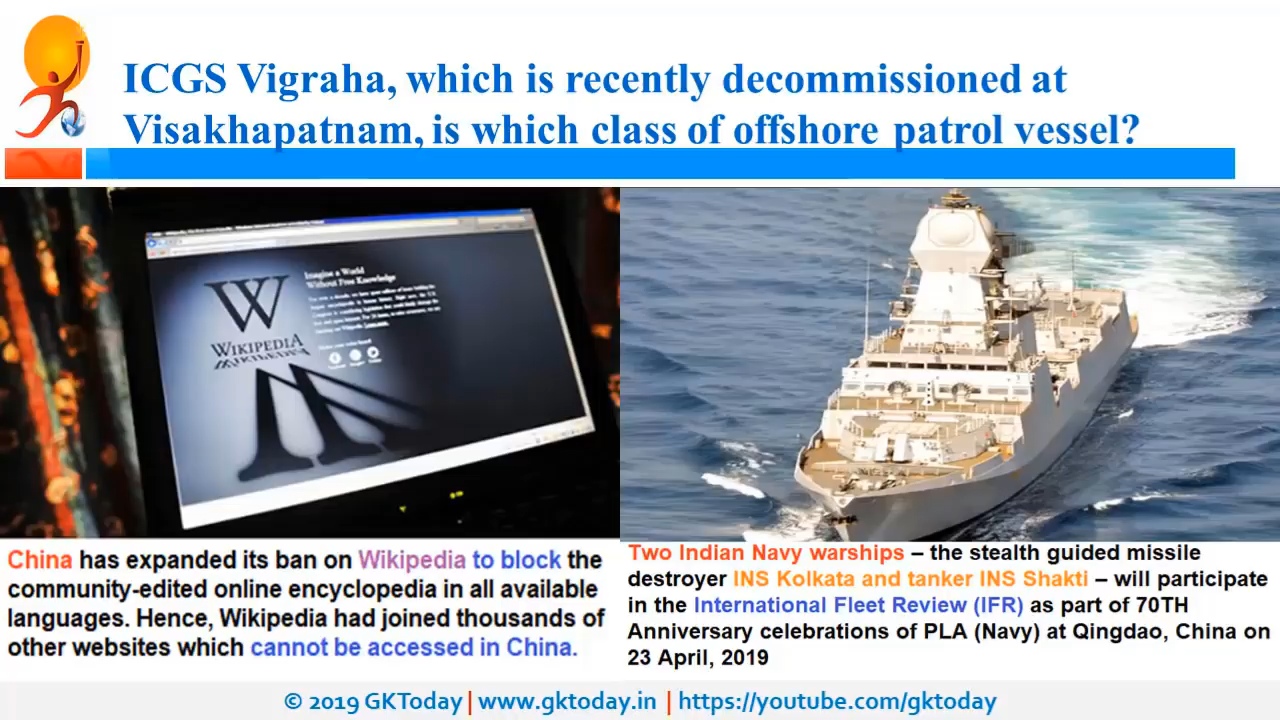 ICGS Vigraha, which is recently decommissioned at
Visakhapatnam, is which class of offshore patrol vessel?
Imagine a World
Without Free Knowledge
W
WIKIPEDIA
China has expanded its ban on Wikipedia to block the
community-edited online encyclopedia in all available
languages. Hence, Wikipedia had joined thousands of
other websites which cannot be accessed in China.
Two Indian Navy warships – the stealth guided missile
destroyer INS Kolkata and tanker INS Shakti – will participate
in the International Fleet Review (IFR) as part of 70TH
Anniversary celebrations of PLA (Navy) at Qingdao, China on
23 April, 2019
© 2019 GKToday | www.gktoday.in | https://youtube.com/gktoday